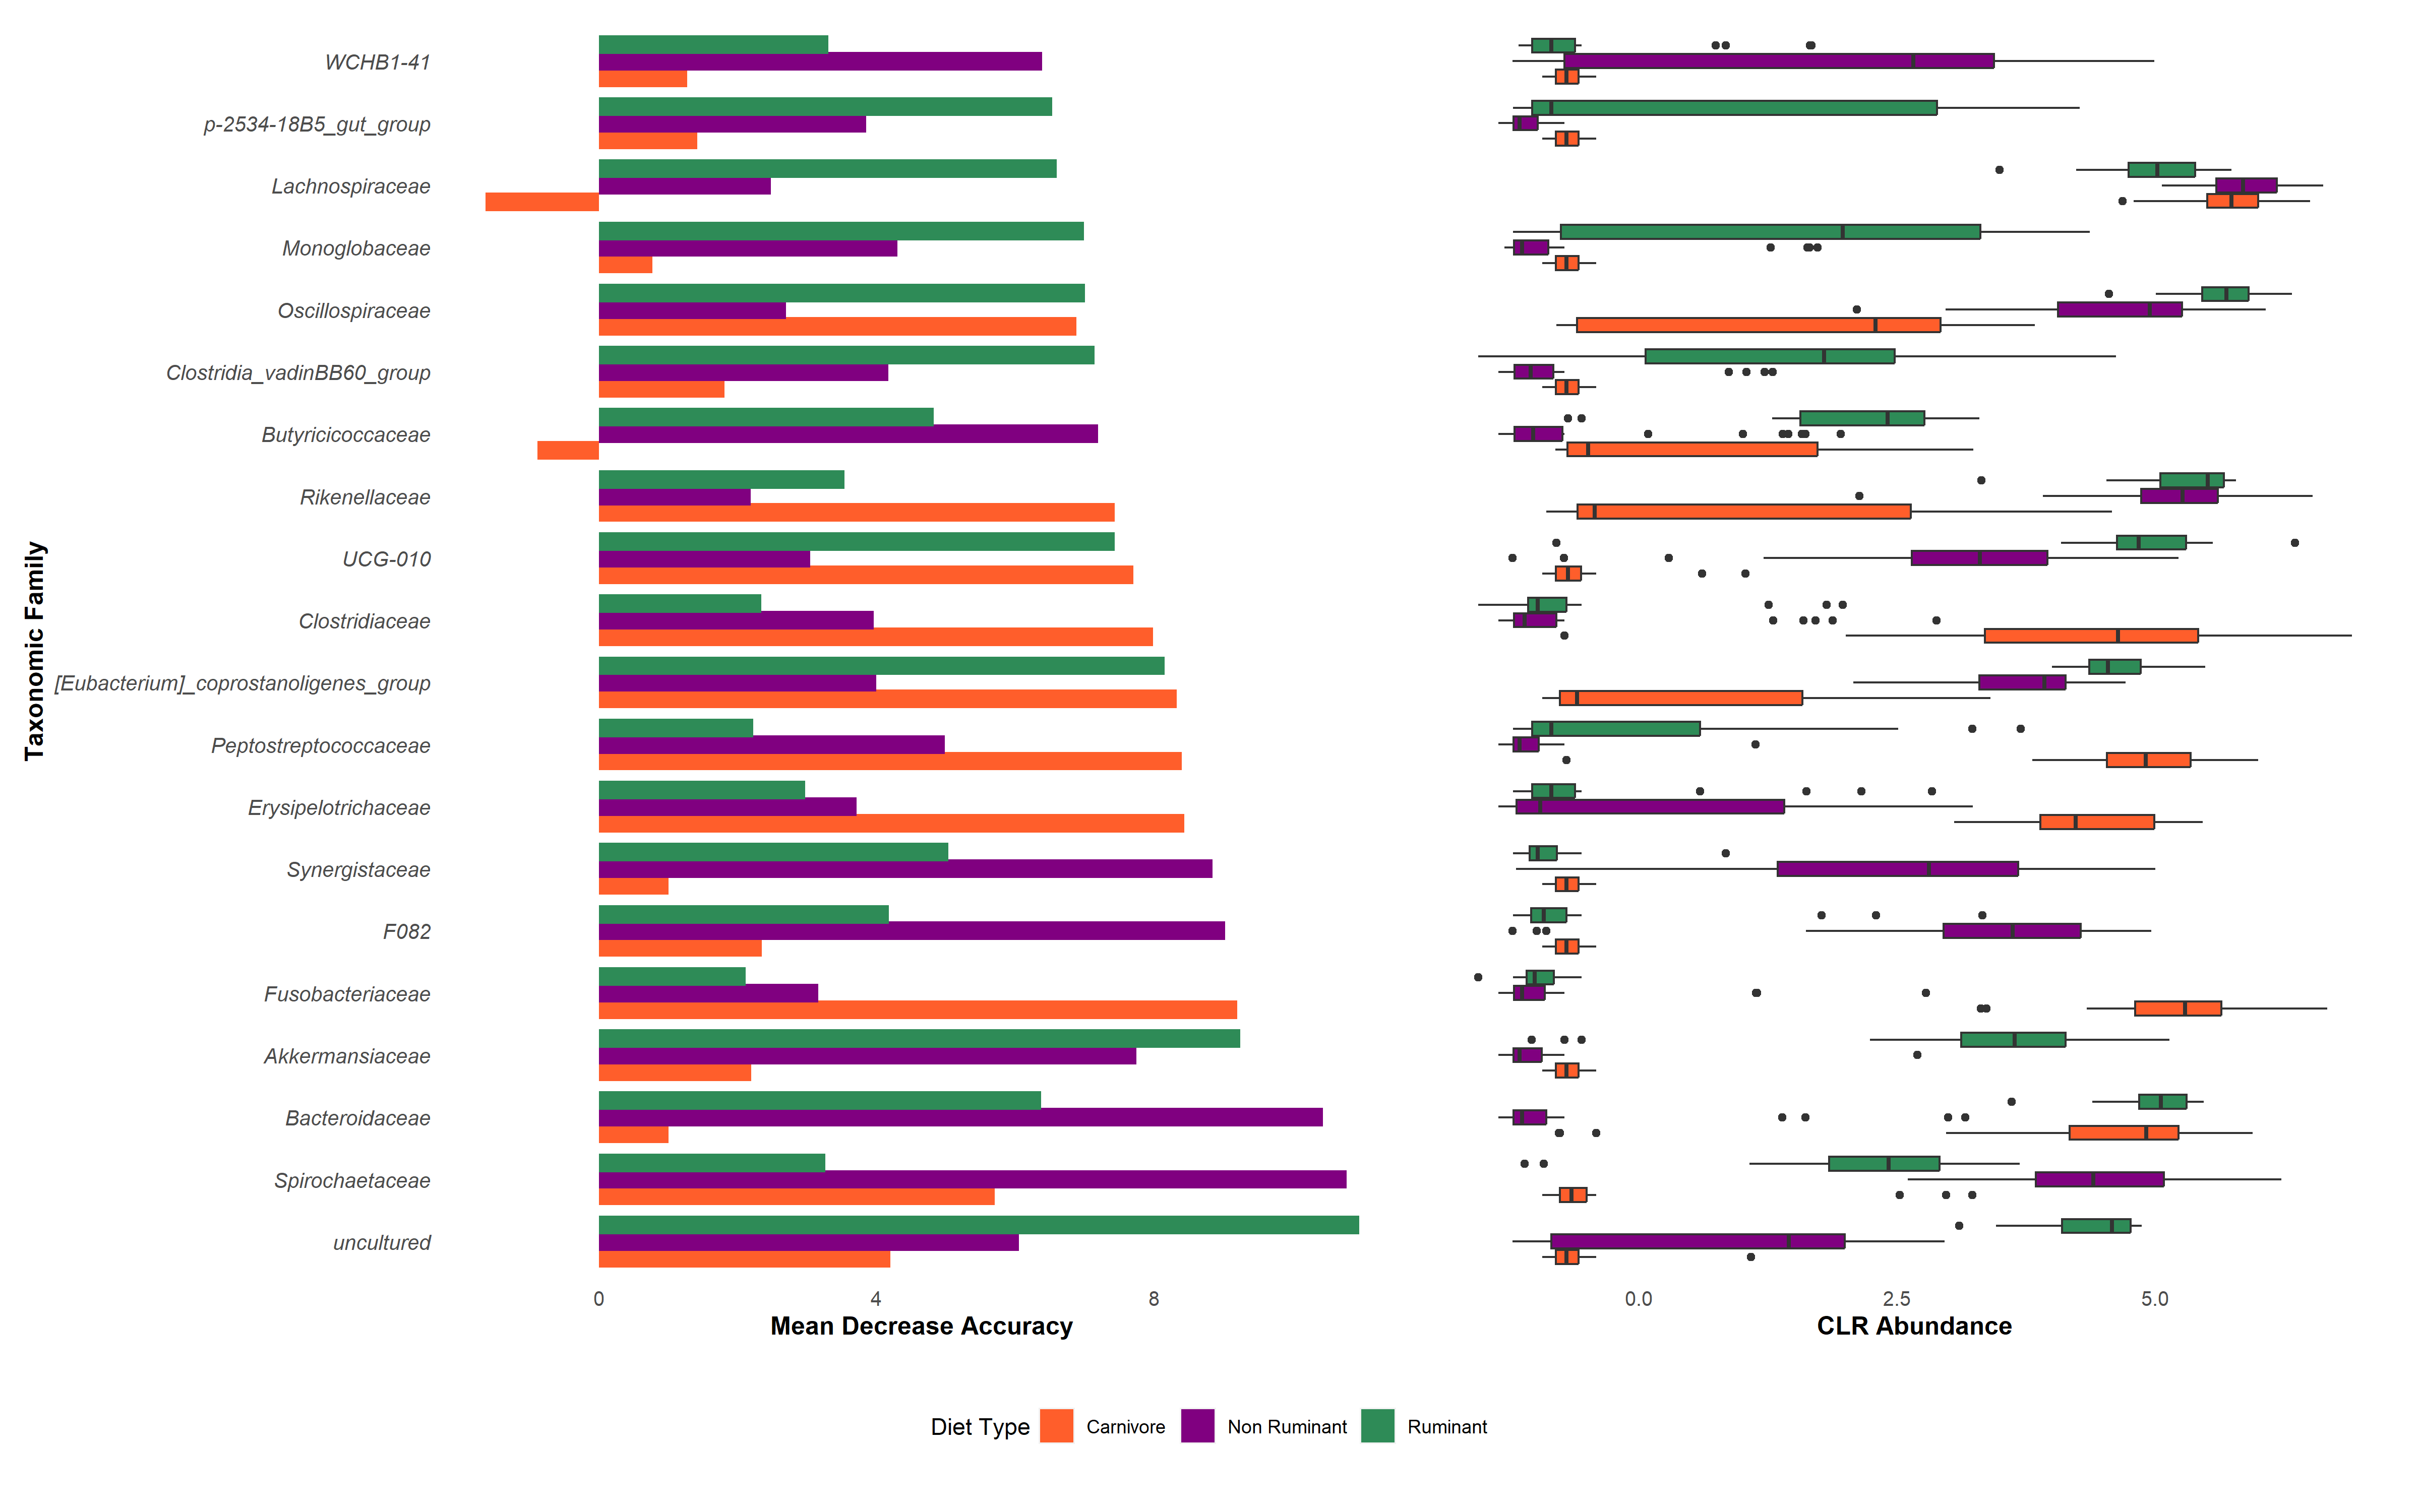 WCHB1-41
p-2534-18B5_gut_group
Lachnospiraceae
Monoglobaceae
Oscillospiraceae
Clostridia_vadinBB60_group
Butyricicoccaceae
Rikenellaceae
UCG-010
Clostridiaceae
[Eubacterium]_coprostanoligenes_group
Peptostreptococcaceae
Erysipelotrichaceae
Synergistaceae
F082
Fusobacteriaceae
Akkermansiaceae
Bacteroidaceae
Spirochaetaceae
uncultured
Taxonomic Family
0 4 8
Mean Decrease Accuracy
0.0 2.5 5.0
CLR Abundance
Diet Type Carnivore Non Ruminant Ruminant